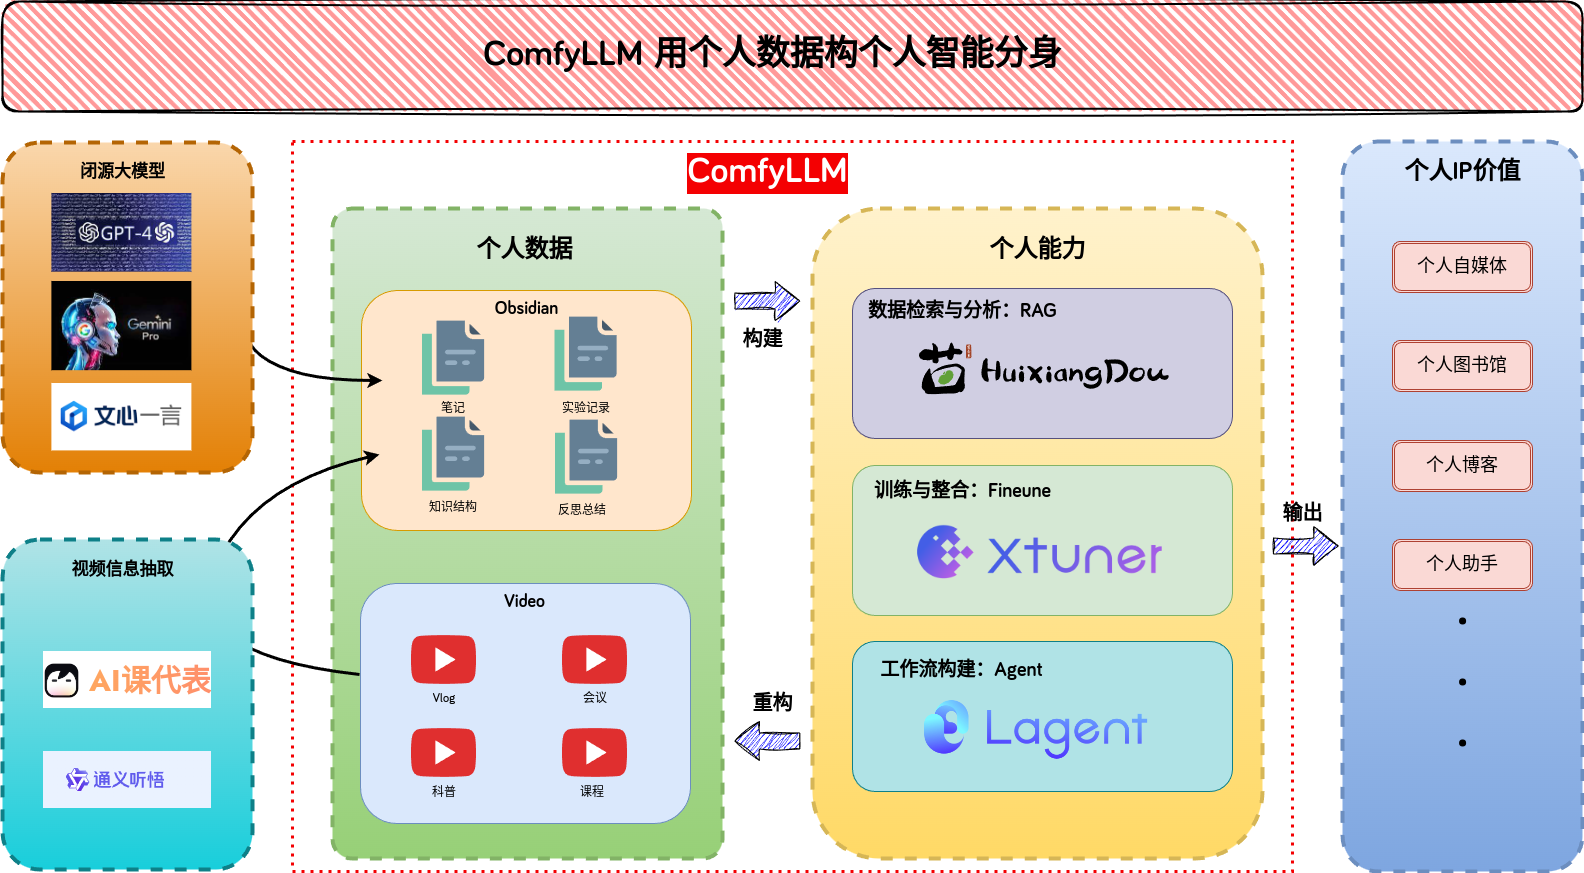 ComfyLLM 用个人数据构个人智能分身
闭源大模型
GPT-4
Gemini
Pro
文心一言
视频信息抽取
AI课代表
通义听悟
ComfyLLM
个人数据
Obsidian
笔记
实验记录
知识结构
反思总结
Video
Vlog
会议
科普
课程
构建
重构
个人能力
数据检索与分析：RAG
茴
HuixiangDou
训练与整合：Fineune
Xtuner
工作流构建：Agent
Lagent
输出
个人IP价值
个人自媒体
个人图书馆
个人博客
个人助手